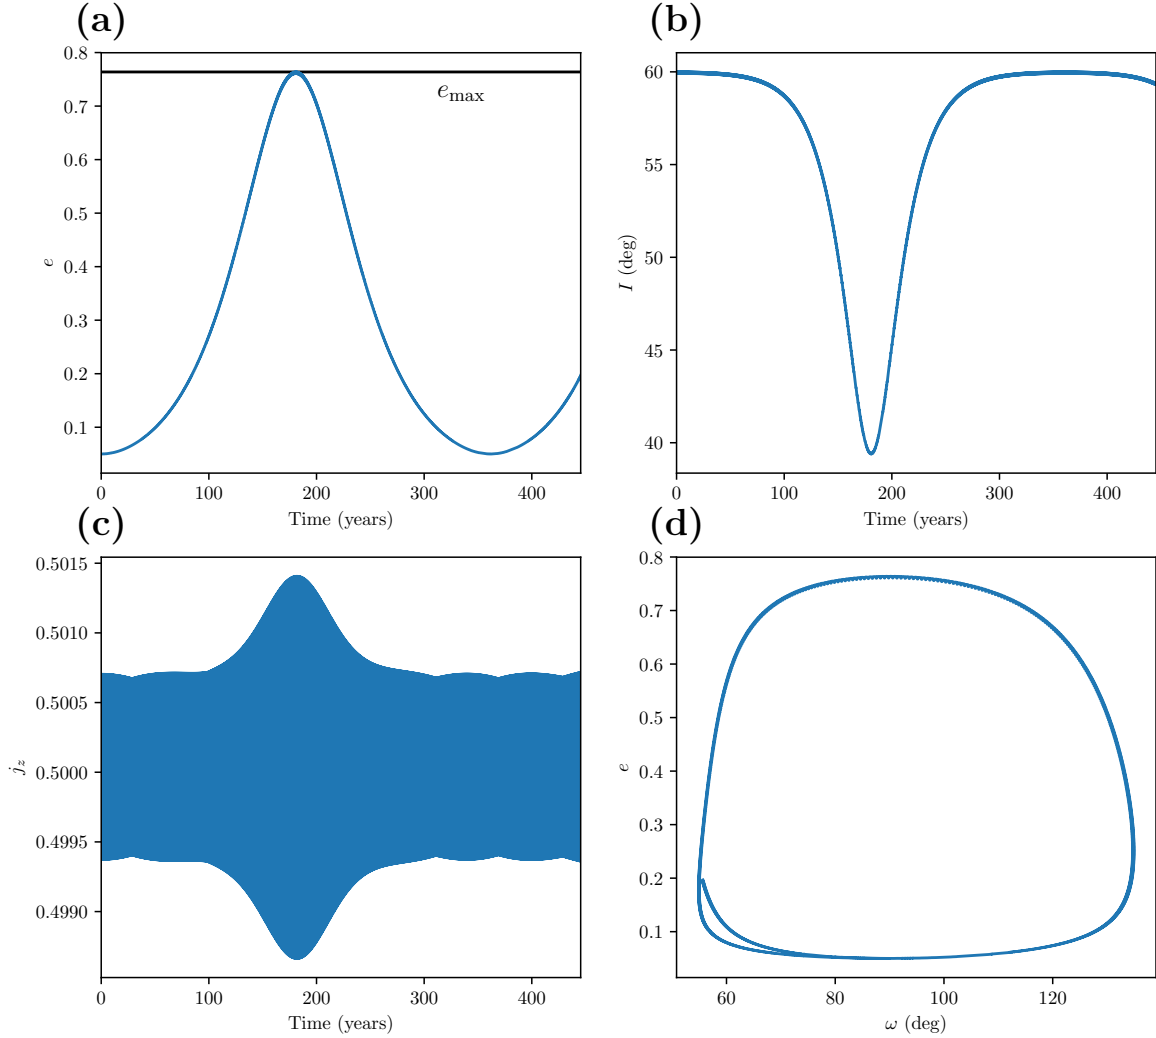 (a)
0.8
0.7
0.6
0.5
0.4
0.3
0.2
0.1
e
e_max
0 100 200 300 400
Time (years)
(b)
60
55
50
45
40
I (deg)
0 100 200 300 400
Time (years)
(c)
0.5015
0.5010
0.5005
0.5000
0.4995
0.4990
j_z
0 100 200 300 400
Time (years)
(d)
0.8
0.7
0.6
0.5
0.4
0.3
0.2
0.1
e
60 80 100 120
ω (deg)